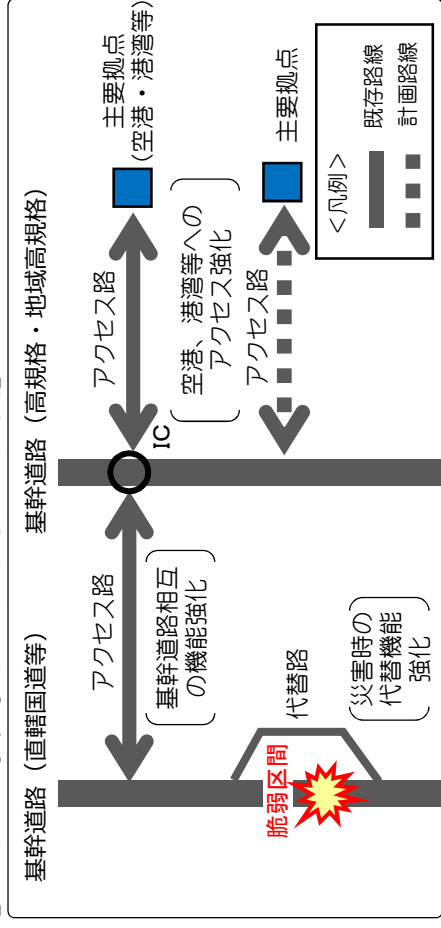 基幹道路（直轄国道等）
基幹道路（高規格・地域高規格）
アクセス路
基幹道路相互
の機能強化
脆弱区間
代替路
災害時の
代替機能
強化
IC
アクセス路
主要拠点
（空港・港湾等）
空港、港湾等への
アクセス強化
アクセス路
主要拠点
＜凡例＞
既存路線
計画路線